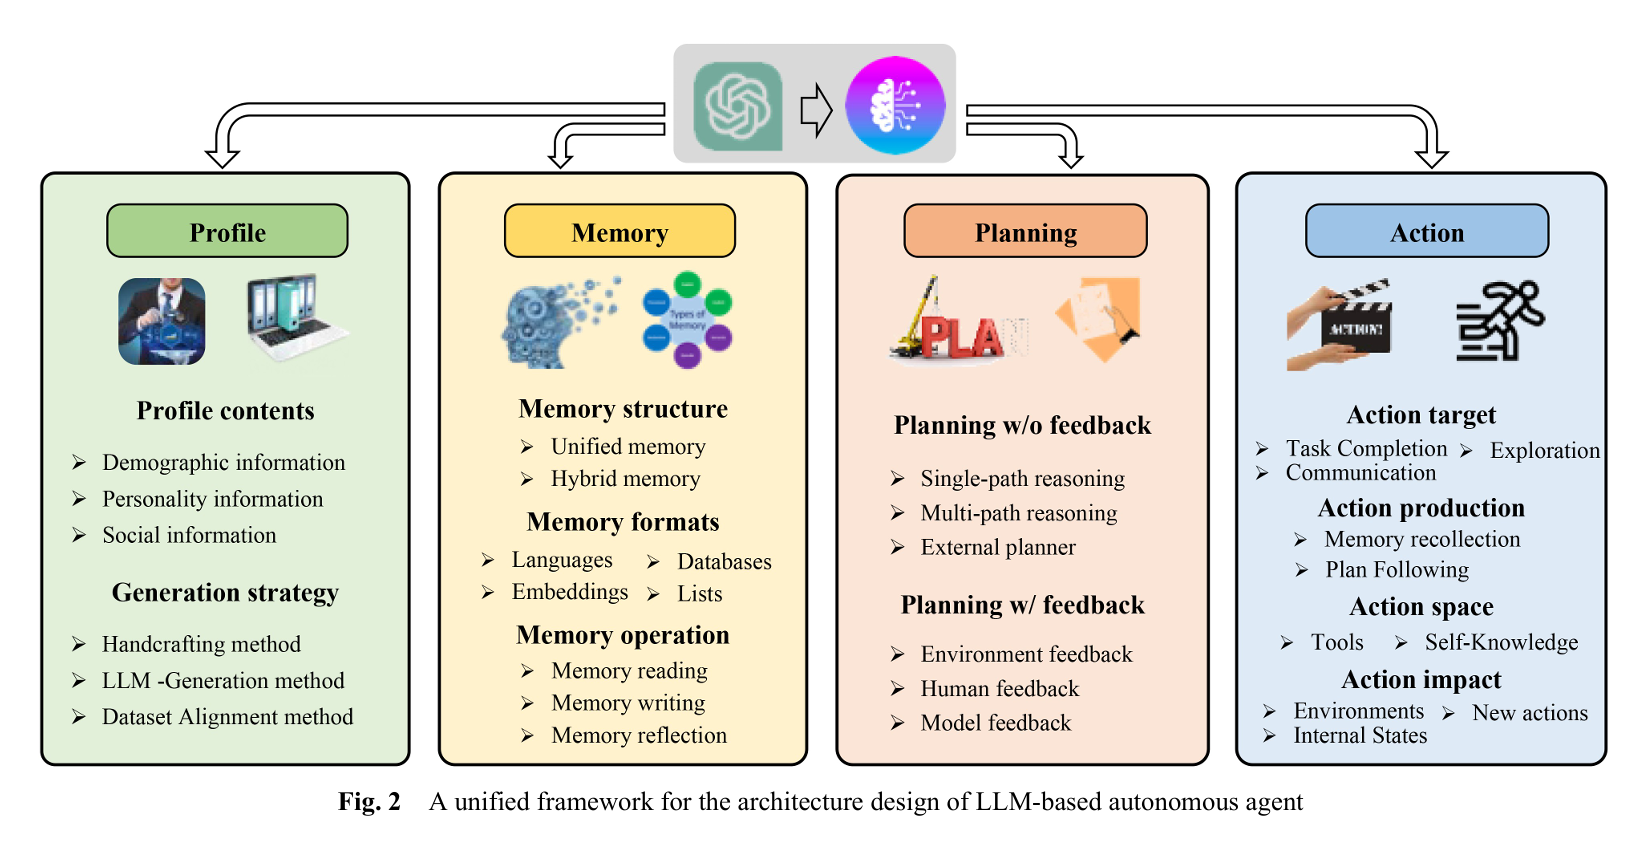 Profile
Profile contents
Demographic information
Personality information
Social information
Generation strategy
Handcrafting method
LLM -Generation method
Dataset Alignment method
Memory
Types of
Memory
Memory structure
Unified memory
Hybrid memory
Memory formats
Languages
Databases
Embeddings
Lists
Memory operation
Memory reading
Memory writing
Memory reflection
Planning
PLAN
Planning w/o feedback
Single-path reasoning
Multi-path reasoning
External planner
Planning w/ feedback
Environment feedback
Human feedback
Model feedback
Action
ACTION!
Action target
Task Completion
Exploration
Communication
Action production
Memory recollection
Plan Following
Action space
Tools
Self-Knowledge
Action impact
Environments
New actions
Internal States
Fig. 2 A unified framework for the architecture design of LLM-based autonomous agent